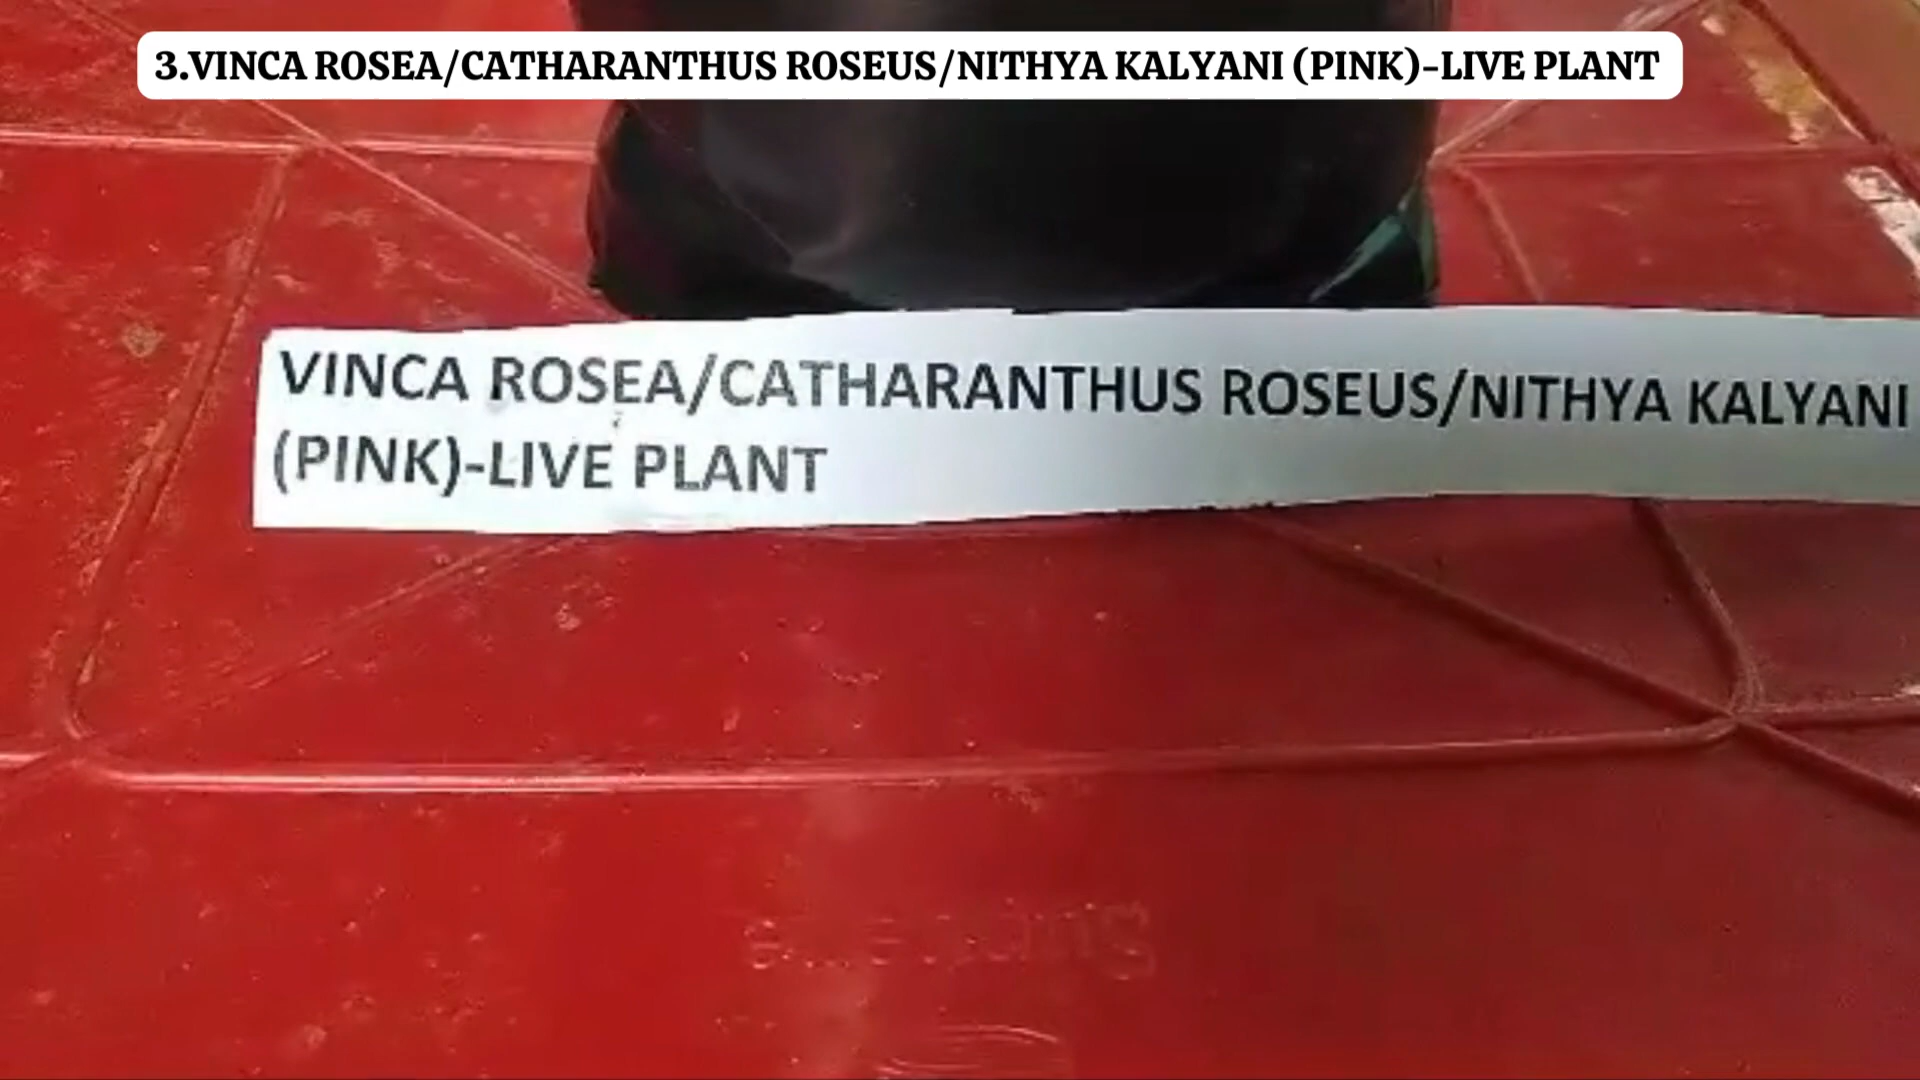 3.VINCA ROSEA/CATHARANTHUS ROSEUS/NITHYA KALYANI (PINK)-LIVE PLANT
VINCA ROSEA/CATHARANTHUS ROSEUS/NITHYA KALYANI
(PINK)-LIVE PLANT